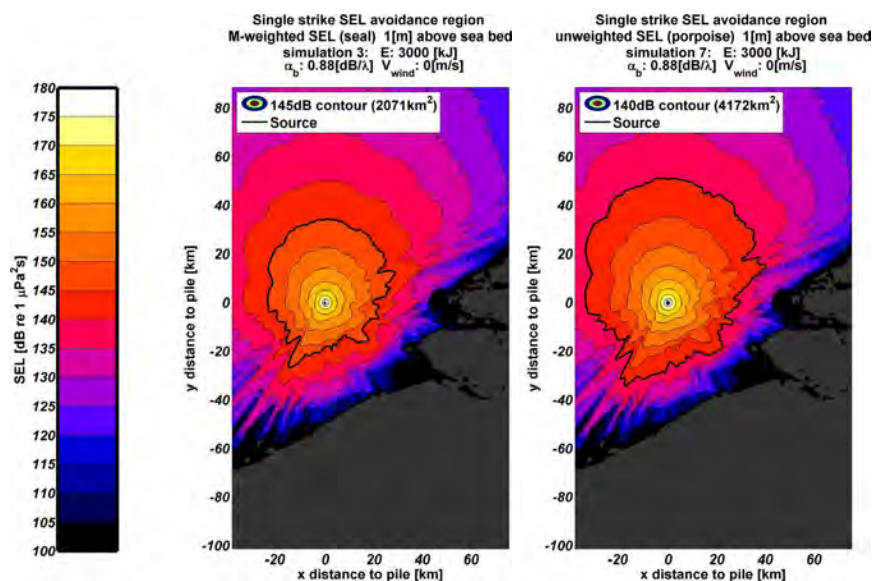 Single strike SEL avoidance region
M-weighted SEL (seal) 1[m] above sea bed
simulation 3: E: 3000 [kJ]
αb: 0.88[dB/λ] Vwind: 0[m/s]
Single strike SEL avoidance region
unweighted SEL (porpoise) 1[m] above sea bed
simulation 7: E: 3000 [kJ]
αb: 0.88[dB/λ] Vwind: 0[m/s]
SEL [dB re 1 μPa²s]
180
175
170
165
160
155
150
145
140
135
130
125
120
115
110
105
100
145dB contour (2071km²)
Source
y distance to pile [km]
80
60
40
20
0
-20
-40
-60
-80
-100
-20 0 20 40 60
x distance to pile [km]
140dB contour (4172km²)
Source
y distance to pile [km]
80
60
40
20
0
-20
-40
-60
-80
-100
-20 0 20 40 60
x distance to pile [km]